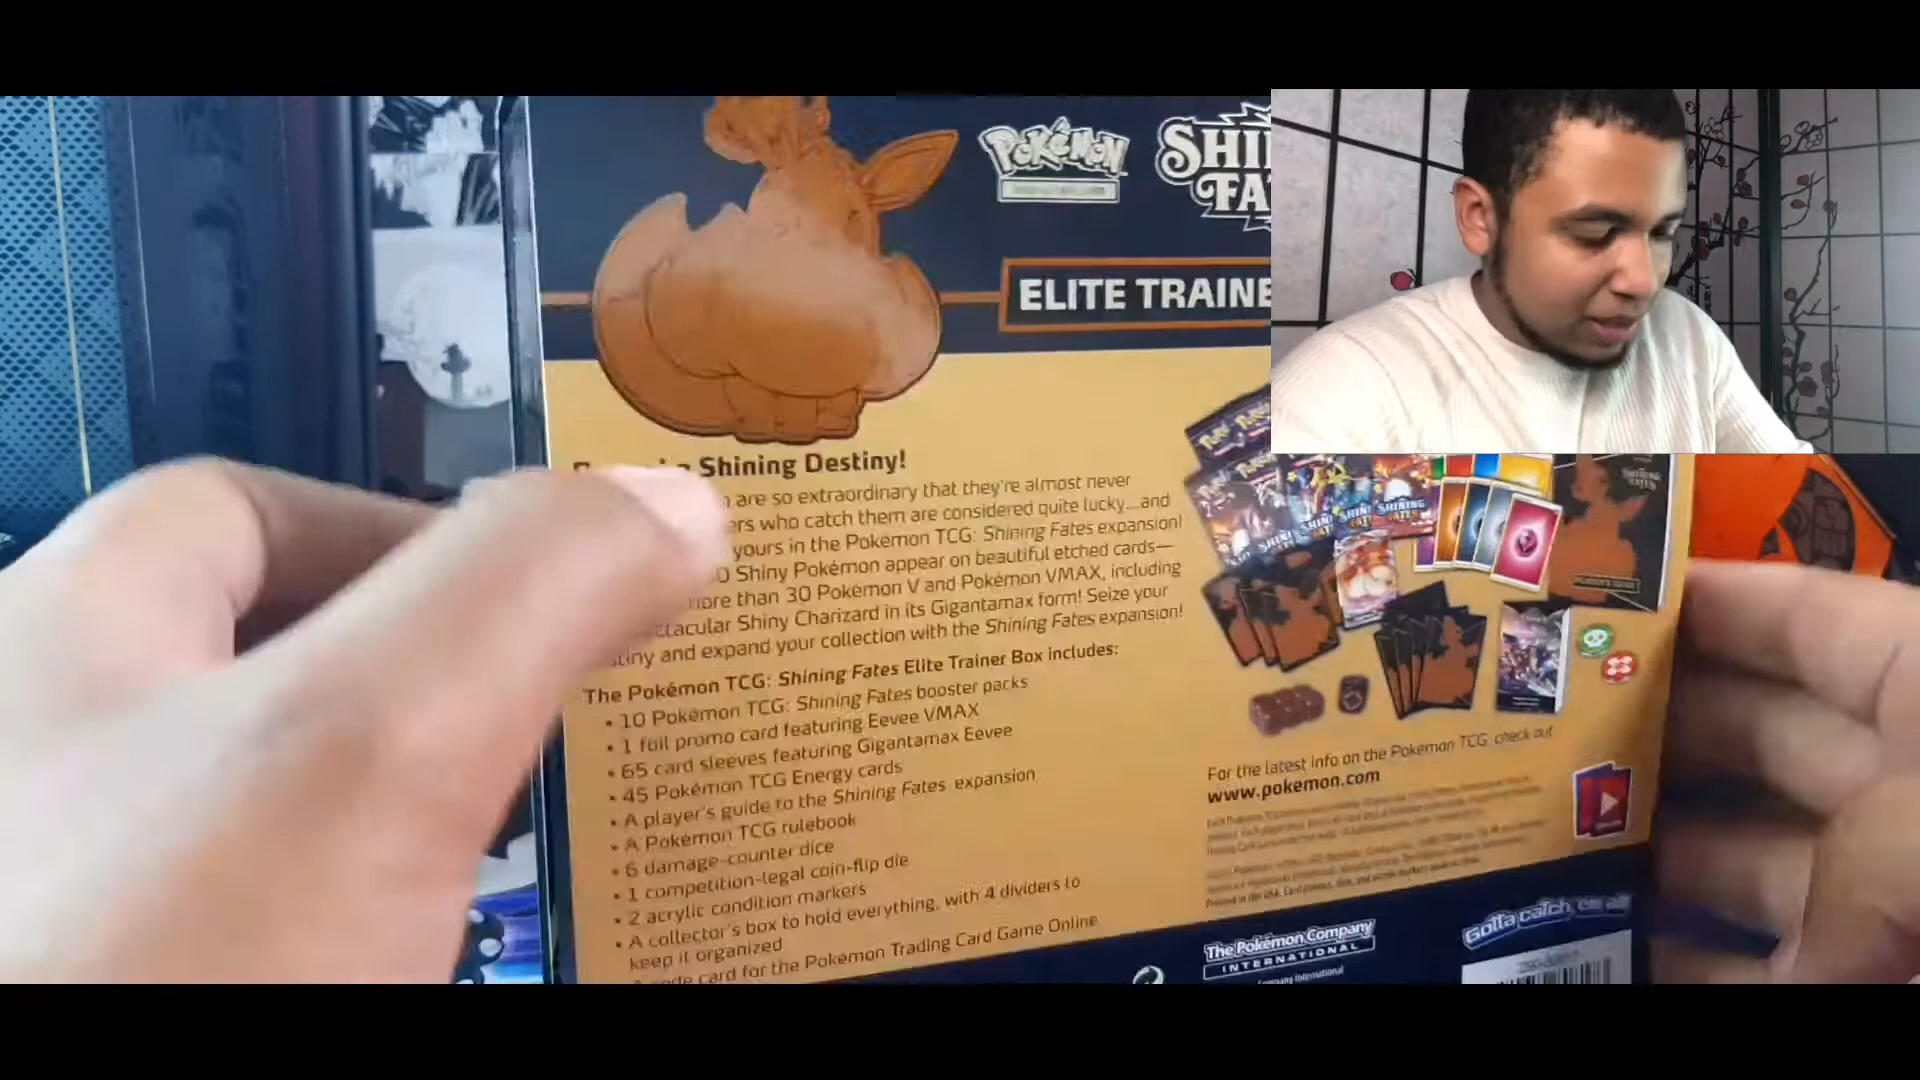 Pokémon
SHI
FA
ELITE TRAINE
Shining Destiny!
are so extraordinary that they're almost never
ers who catch them are considered quite lucky...and
yours in the Pokémon TCG: Shining Fates expansion!
0 Shiny Pokémon appear on beautiful etched cards—
ore than 30 Pokémon V and Pokémon VMAX, including
ctacular Shiny Charizard in its Gigantamax form! Seize your
stiny and expand your collection with the Shining Fates expansion!
The Pokémon TCG: Shining Fates Elite Trainer Box includes:
• 10 Pokémon TCG: Shining Fates booster packs
• 1 foil promo card featuring Eevee VMAX
• 65 card sleeves featuring Gigantamax Eevee
• 45 Pokémon TCG Energy cards
• A player's guide to the Shining Fates expansion
• A Pokémon TCG rulebook
• 6 damage-counter dice
• 1 competition-legal coin-flip die
• 2 acrylic condition markers
• A collector's box to hold everything, with 4 dividers to
keep it organized
code card for the Pokémon Trading Card Game Online
SHINING
FATES
For the latest info on the Pokémon TCG, check out
www.pokemon.com
The Pokémon Company
INTERNATIONAL
Gotta catch 'em all!